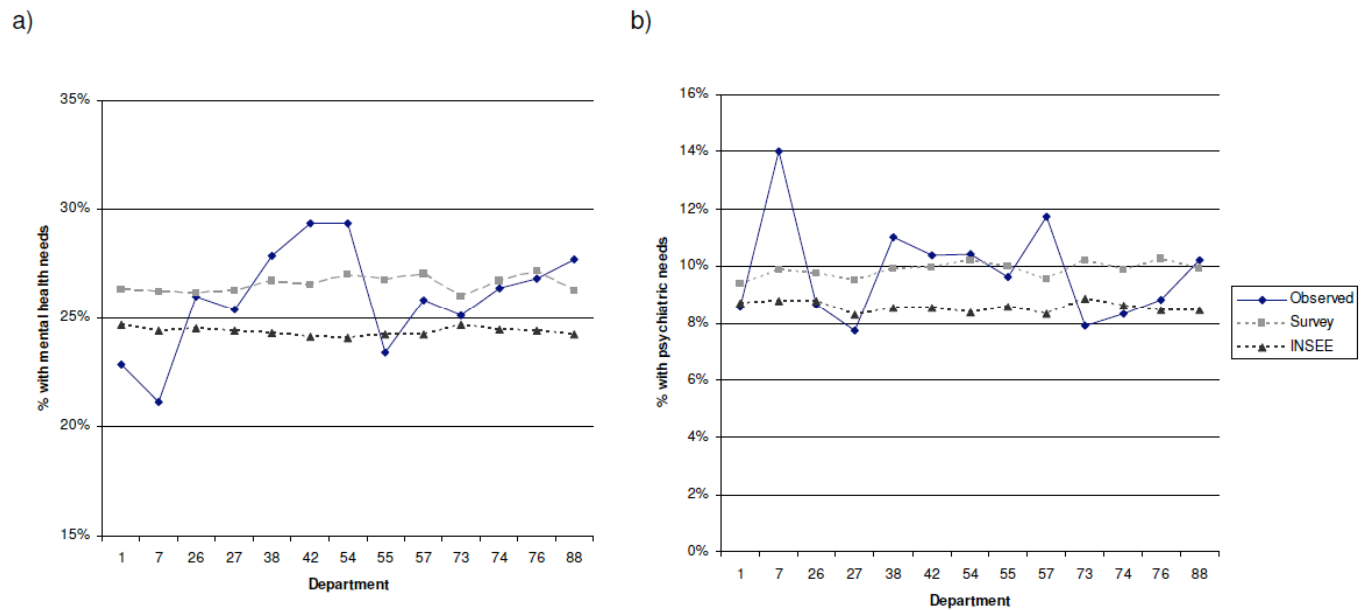 a)
35%
30%
25%
20%
15%
% with mental health needs
1 7 26 27 38 42 54 55 57 73 74 76 88
Department
b)
16%
14%
12%
10%
8%
6%
4%
2%
0%
% with psychiatric needs
1 7 26 27 38 42 54 55 57 73 74 76 88
Department
Observed
Survey
INSEE